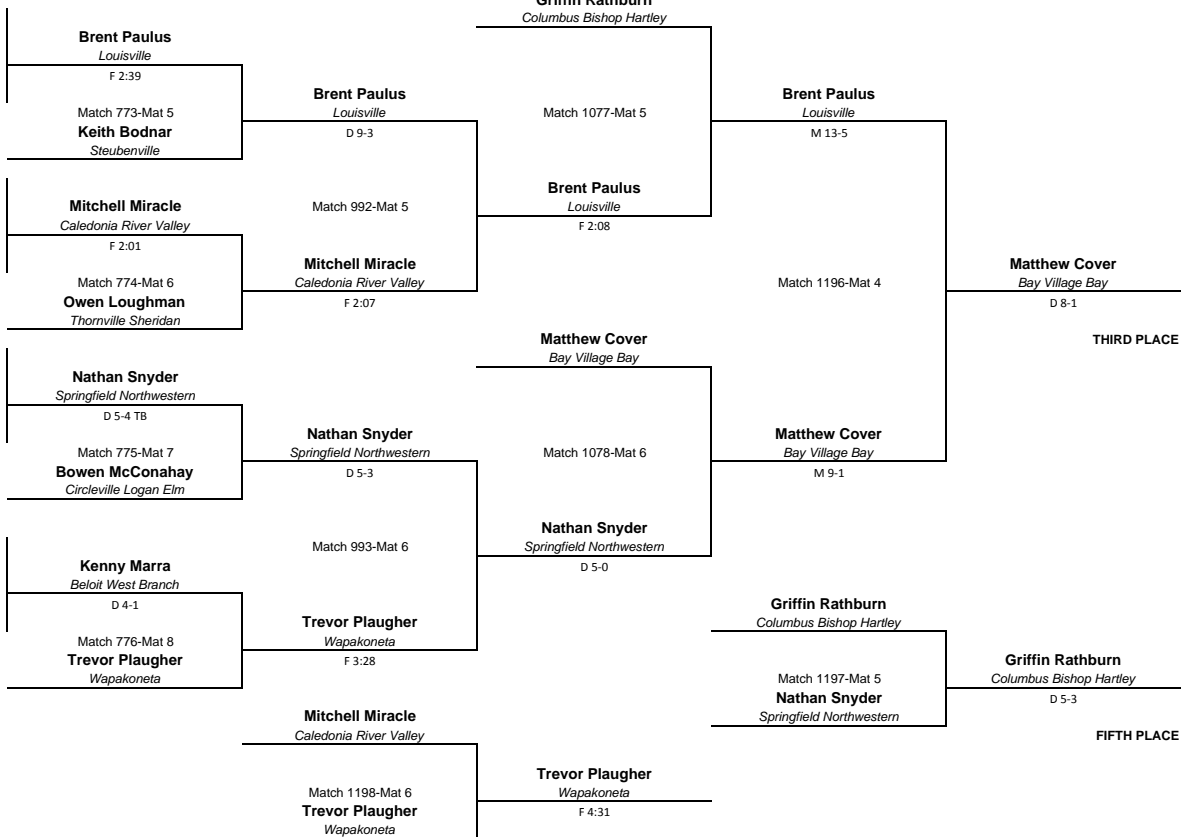 Griffin Rathburn
Columbus Bishop Hartley
Brent Paulus
Louisville
F 2:39
Match 773-Mat 5
Keith Bodnar
Steubenville
Mitchell Miracle
Caledonia River Valley
F 2:01
Match 774-Mat 6
Owen Loughman
Thornville Sheridan
Nathan Snyder
Springfield Northwestern
D 5-4 TB
Match 775-Mat 7
Bowen McConahay
Circleville Logan Elm
Kenny Marra
Beloit West Branch
D 4-1
Match 776-Mat 8
Trevor Plaugher
Wapakoneta
Brent Paulus
Louisville
D 9-3
Match 992-Mat 5
Mitchell Miracle
Caledonia River Valley
F 2:07
Nathan Snyder
Springfield Northwestern
D 5-3
Match 993-Mat 6
Trevor Plaugher
Wapakoneta
F 3:28
Mitchell Miracle
Caledonia River Valley
Match 1198-Mat 6
Trevor Plaugher
Wapakoneta
Match 1077-Mat 5
Brent Paulus
Louisville
F 2:08
Matthew Cover
Bay Village Bay
Match 1078-Mat 6
Nathan Snyder
Springfield Northwestern
D 5-0
Trevor Plaugher
Wapakoneta
F 4:31
Brent Paulus
Louisville
M 13-5
Match 1196-Mat 4
Matthew Cover
Bay Village Bay
M 9-1
Griffin Rathburn
Columbus Bishop Hartley
Match 1197-Mat 5
Nathan Snyder
Springfield Northwestern
Matthew Cover
Bay Village Bay
D 8-1
THIRD PLACE
Griffin Rathburn
Columbus Bishop Hartley
D 5-3
FIFTH PLACE